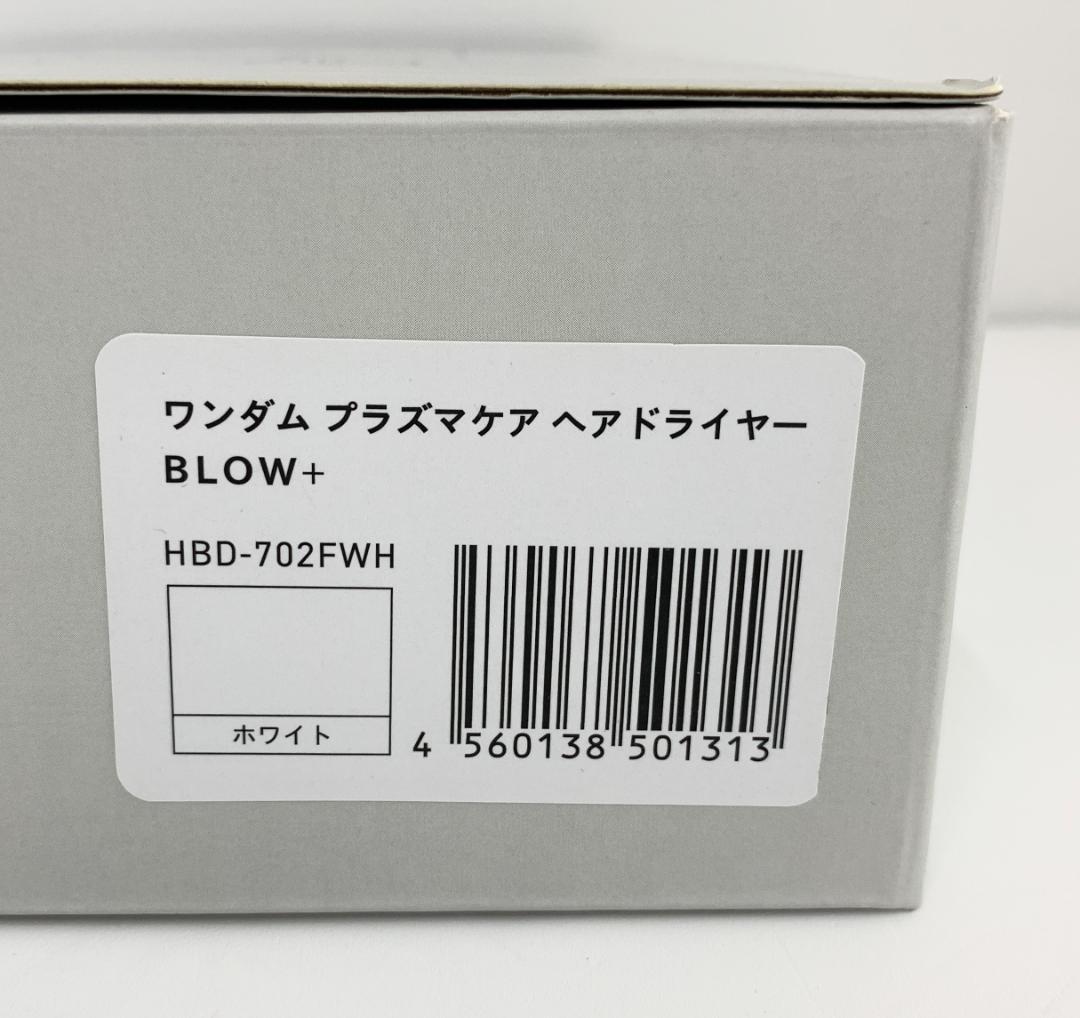 ワンダム プラズマケア ヘアドライヤー
BLOW+
HBD-702FWH
ホワイト
4 560138 501313